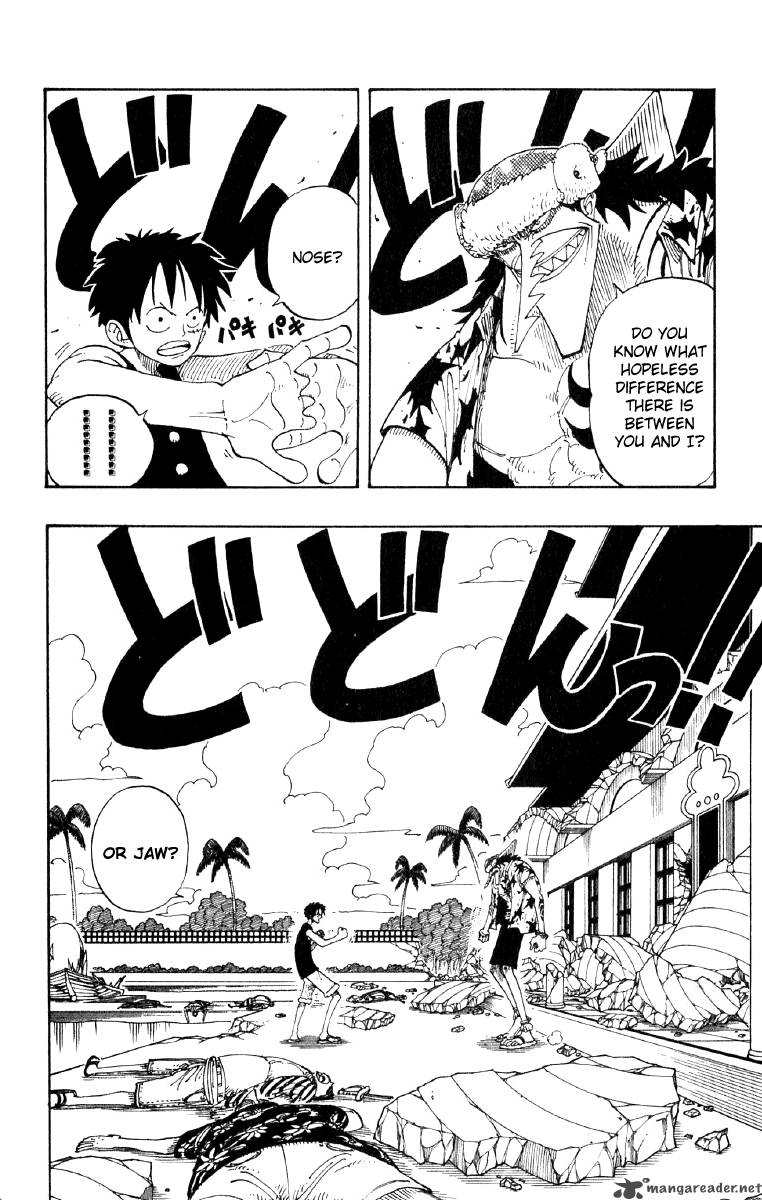 DO YOU
KNOW WHAT
HOPELESS
DIFFERENCE
THERE IS
BETWEEN
YOU AND I?
どん
NOSE?
パキ
パキ
!!
どん
OR JAW?
どどんっ!!
mangareader.net